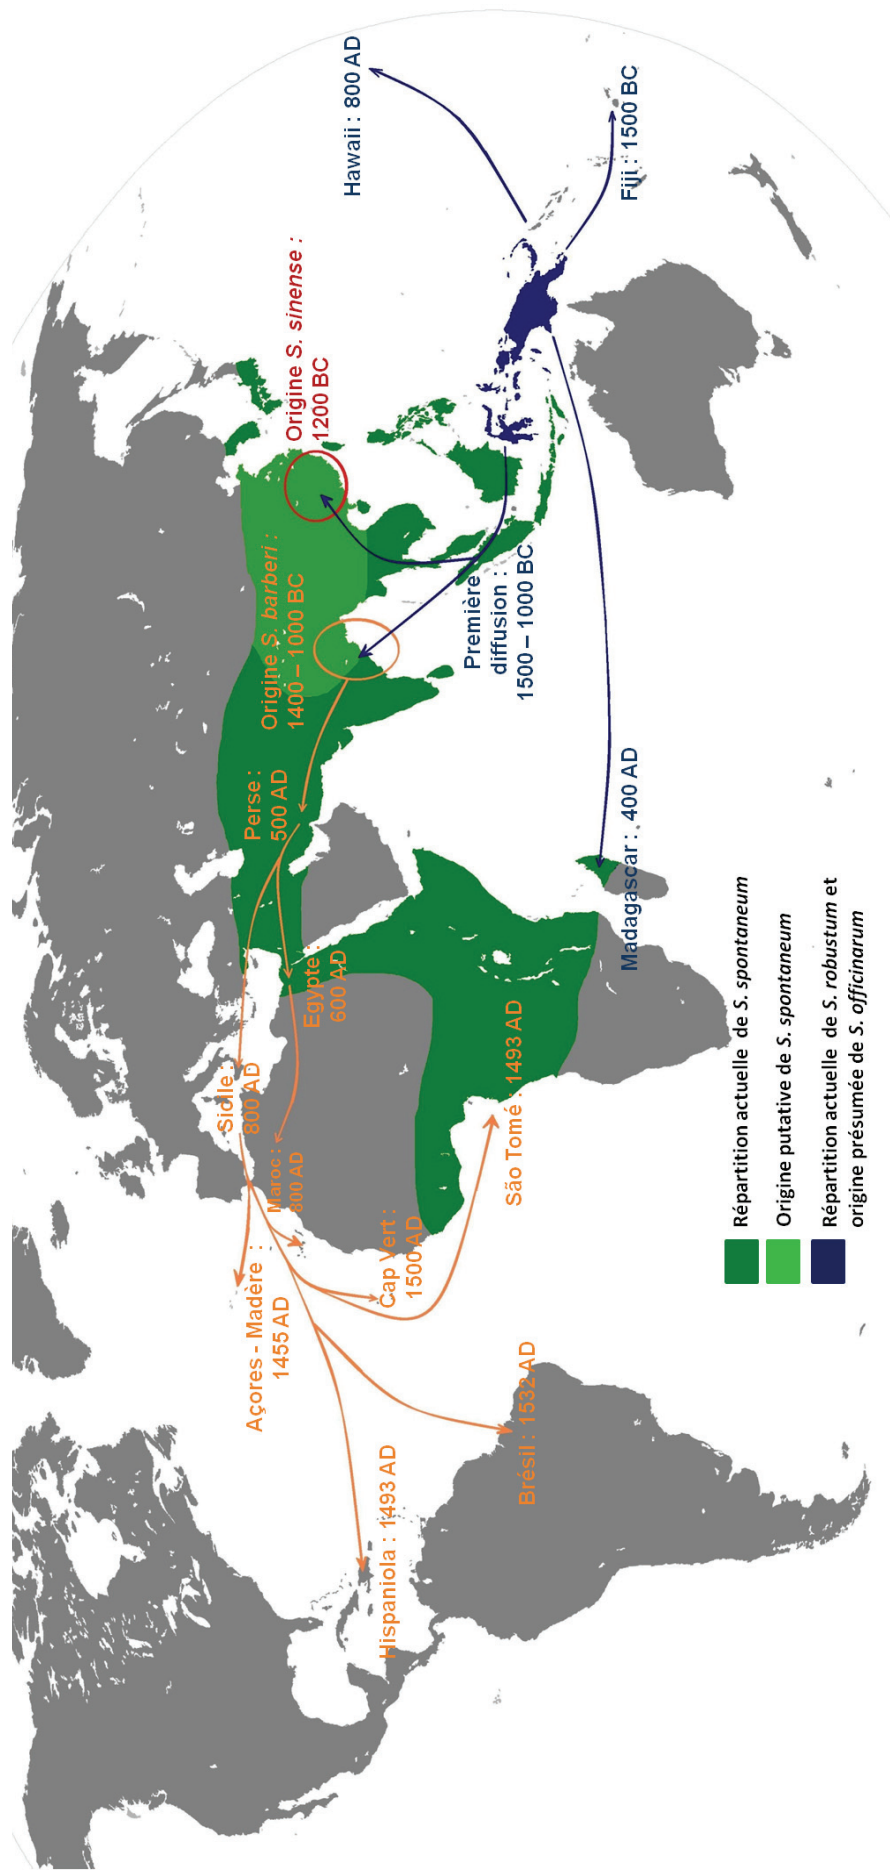 Hawaii : 800 AD
Fiji : 1500 BC
Origine S. sinense :
1200 BC
Origine S. barberi :
1400 – 1000 BC
Première
diffusion :
1500 – 1000 BC
Perse :
500 AD
Madagascar : 400 AD
Egypte :
600 AD
Sicile :
800 AD
Maroc :
800 AD
São Tomé : 1493 AD
Cap Vert :
1500 AD
Açores - Madère :
1455 AD
Brésil : 1532 AD
Hispaniola : 1493 AD
Répartition actuelle de S. spontaneum
Origine putative de S. spontaneum
Répartition actuelle de S. robustum et
origine présumée de S. officinarum